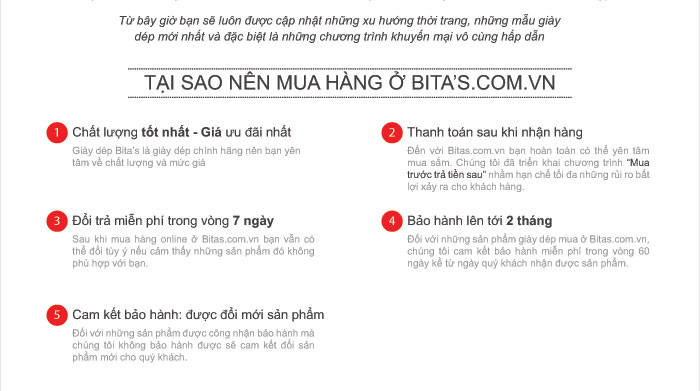 Từ bây giờ bạn sẽ luôn được cập nhật những xu hướng thời trang, những mẫu giày
dép mới nhất và đặc biệt là những chương trình khuyến mại vô cùng hấp dẫn
TẠI SAO NÊN MUA HÀNG Ở BITA'S.COM.VN
1 Chất lượng tốt nhất - Giá ưu đãi nhất
Giày dép Bita's là giày dép chính hãng nên bạn yên
tâm về chất lượng và mức giá
2 Thanh toán sau khi nhận hàng
Đến với Bitas.com.vn bạn hoàn toàn có thể yên tâm
mua sắm. Chúng tôi đã triển khai chương trình “Mua
trước trả tiền sau” nhằm hạn chế tối đa những rủi ro bất
lợi xảy ra cho khách hàng.
3 Đổi trả miễn phí trong vòng 7 ngày
Sau khi mua hàng online ở Bitas.com.vn bạn vẫn có
thể đổi tùy ý nếu cảm thấy những sản phẩm đó không
phù hợp với bạn.
4 Bảo hành lên tới 2 tháng
Đối với những sản phẩm giày dép mua ở Bitas.com.vn,
chúng tôi cam kết bảo hành miễn phí trong vòng 60
ngày kể từ ngày quý khách nhận được sản phẩm.
5 Cam kết bảo hành: được đổi mới sản phẩm
Đối với những sản phẩm được công nhận bảo hành mà
chúng tôi không bảo hành được sẽ cam kết đổi sản
phẩm mới cho quý khách.